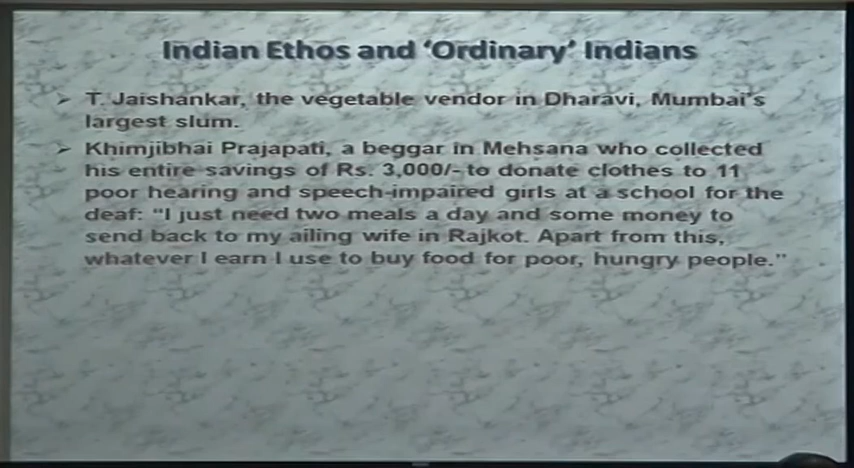 Indian Ethos and ‘Ordinary’ Indians
➢ T. Jaishankar, the vegetable vendor in Dharavi, Mumbai's
largest slum.
➢ Khimjibhai Prajapati, a beggar in Mehsana who collected
his entire savings of Rs. 3,000/- to donate clothes to 11
poor hearing and speech-impaired girls at a school for the
deaf: “I just need two meals a day and some money to
send back to my ailing wife in Rajkot. Apart from this,
whatever I earn I use to buy food for poor, hungry people.”